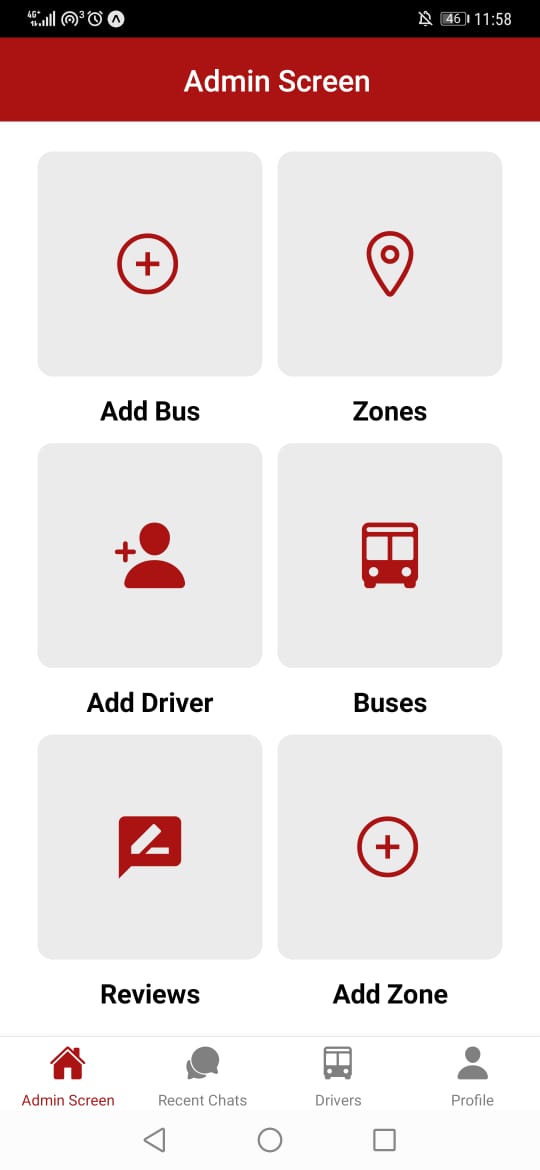 4G+ 3 46 11:58
Admin Screen
Add Bus Zones
Add Driver Buses
Reviews Add Zone
Admin Screen Recent Chats Drivers Profile